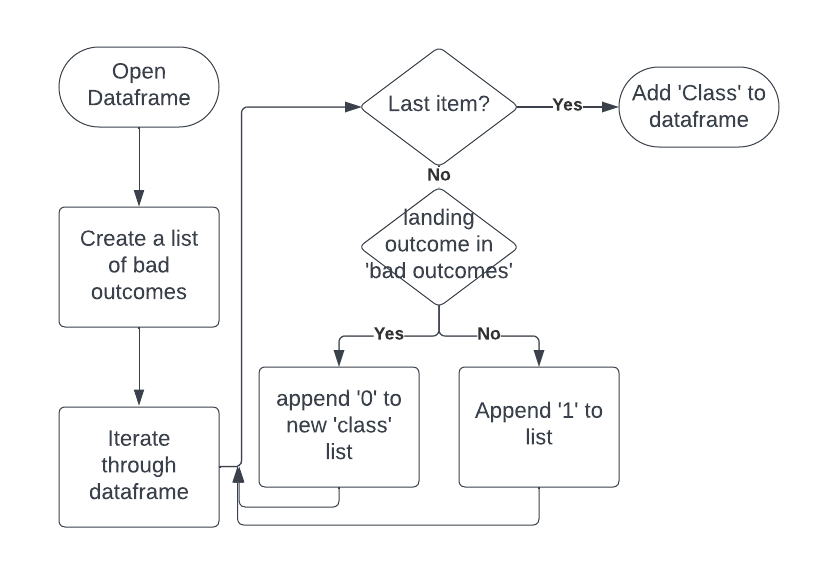 Open
Dataframe
Create a list
of bad
outcomes
Iterate
through
dataframe
Last item?
Yes
Add 'Class' to
dataframe
No
landing
outcome in
'bad outcomes'
Yes
No
append '0' to
new 'class'
list
Append '1' to
list